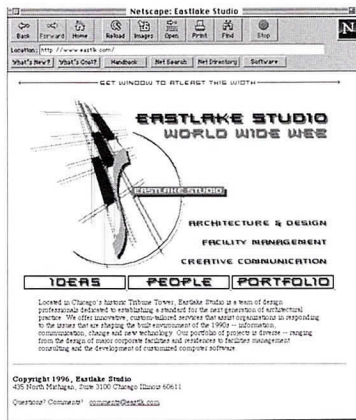 Netscape: Eastlake Studio
Back Forward Home Reload Images Open Print Find Stop
N
Location: http://www.eastlk.com/
What's New? What's Cool? Handbook Net Search Net Directory Software
SET WINDOW TO ATLEAST THIS WIDTH
EASTLAKE STUDIO
WORLD WIDE WEB
EASTLAKE STUDIO
ARCHITECTURE & DESIGN
FACILITY MANAGEMENT
CREATIVE COMMUNICATION
IDEAS PEOPLE PORTFOLIO
Located in Chicago's historic Tribune Tower, Eastlake Studio is a team of design
professionals dedicated to establishing a standard for the next generation of architectural
practice. We offer innovative, custom-tailored services that assist organizations in responding
to the issues that are shaping the built environment of the 1990s -- information,
communication, change and new technology. Our portfolio of projects is diverse -- ranging
from the design of major corporate facilities and residences to facilities management
consulting and the development of customized computer software.
Copyright 1996, Eastlake Studio
435 North Michigan, Suite 3100 Chicago Illinois 60611
Questions? Comments? comments@eastlk.com